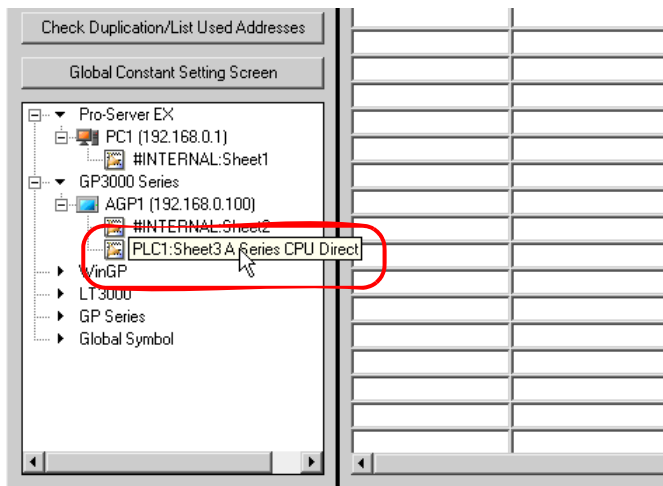 Check Duplication/List Used Addresses
Global Constant Setting Screen
Pro-Server EX
PC1 (192.168.0.1)
#INTERNAL:Sheet1
GP3000 Series
AGP1 (192.168.0.100)
#INTERNAL:Sheet2
PLC1:Sheet3 A Series CPU Direct
WinGP
LT3000
GP Series
Global Symbol